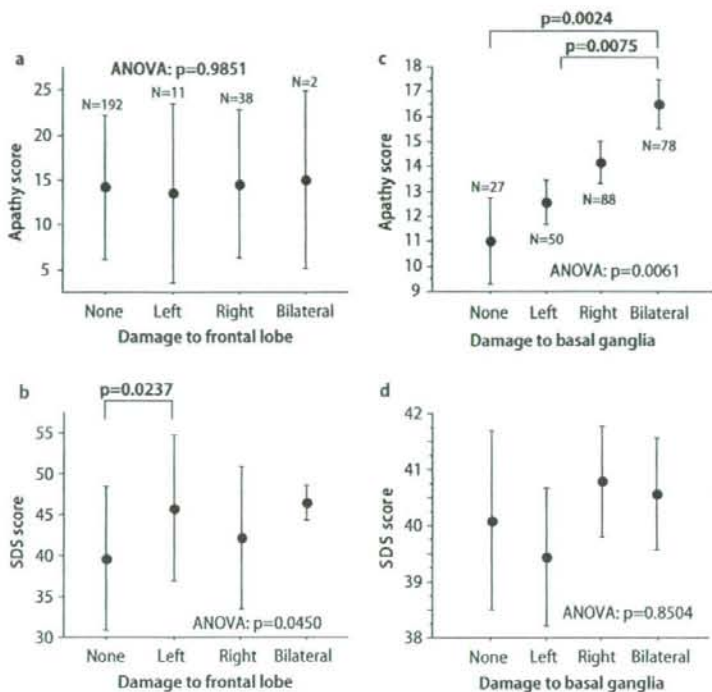 a
ANOVA: p=0.9851
N=192
N=11
N=38
N=2
Apathy score
25
20
15
10
5
None Left Right Bilateral
Damage to frontal lobe
p=0.0024
p=0.0075
c
Apathy score
18
17
16
15
14
13
12
11
10
9
N=27
N=50
N=88
N=78
ANOVA: p=0.0061
None Left Right Bilateral
Damage to basal ganglia
b
p=0.0237
SDS score
55
50
45
40
35
30
ANOVA: p=0.0450
None Left Right Bilateral
Damage to frontal lobe
d
SDS score
42
41
40
39
38
ANOVA: p=0.8504
None Left Right Bilateral
Damage to basal ganglia